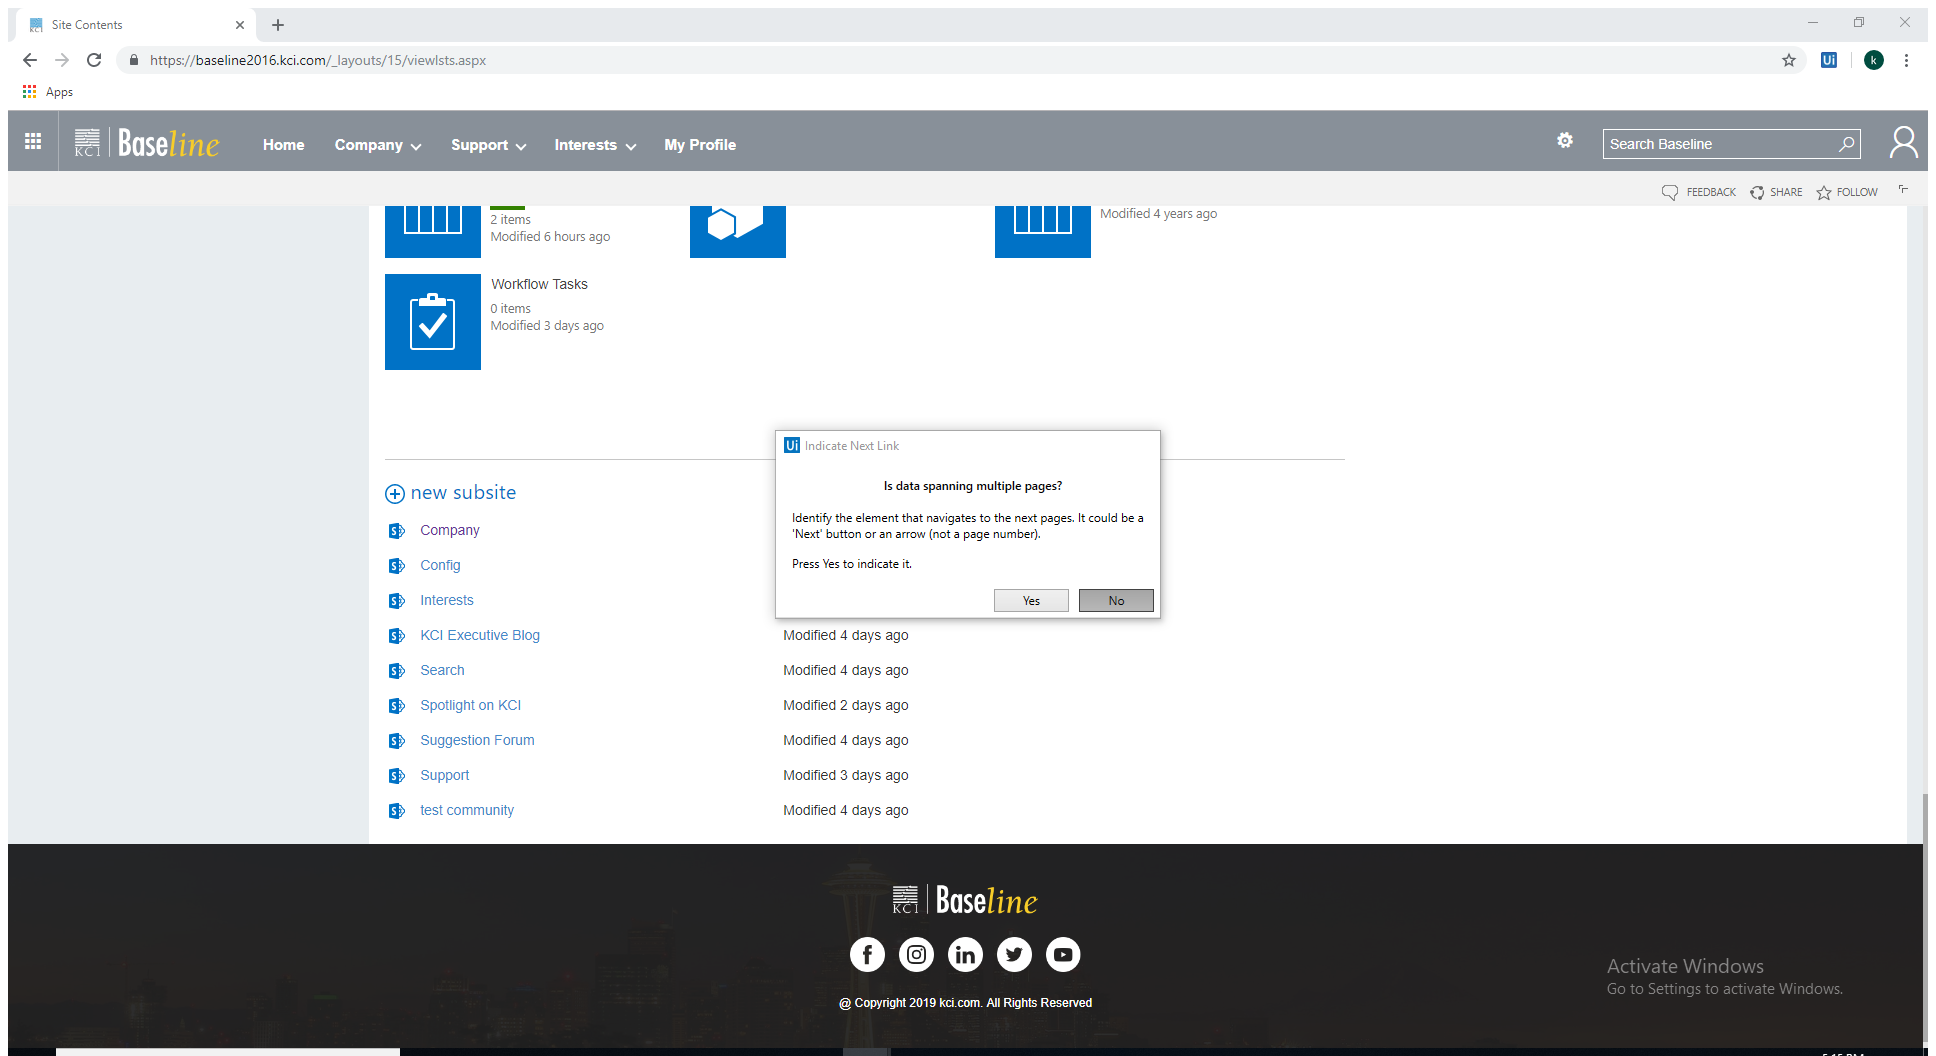 Site Contents
https://baseline2016.kci.com/_layouts/15/viewlsts.aspx
Ui
k
Apps
KCI Baseline
Home Company Support Interests My Profile
Search Baseline
FEEDBACK SHARE FOLLOW
2 items
Modified 6 hours ago
Modified 4 years ago
Workflow Tasks
0 items
Modified 3 days ago
Ui Indicate Next Link
Is data spanning multiple pages?
Identify the element that navigates to the next pages. It could be a
'Next' button or an arrow (not a page number).
Press Yes to indicate it.
Yes No
new subsite
Company
Config
Interests
KCI Executive Blog Modified 4 days ago
Search Modified 4 days ago
Spotlight on KCI Modified 2 days ago
Suggestion Forum Modified 4 days ago
Support Modified 3 days ago
test community Modified 4 days ago
KCI Baseline
@ Copyright 2019 kci.com. All Rights Reserved
Activate Windows
Go to Settings to activate Windows.